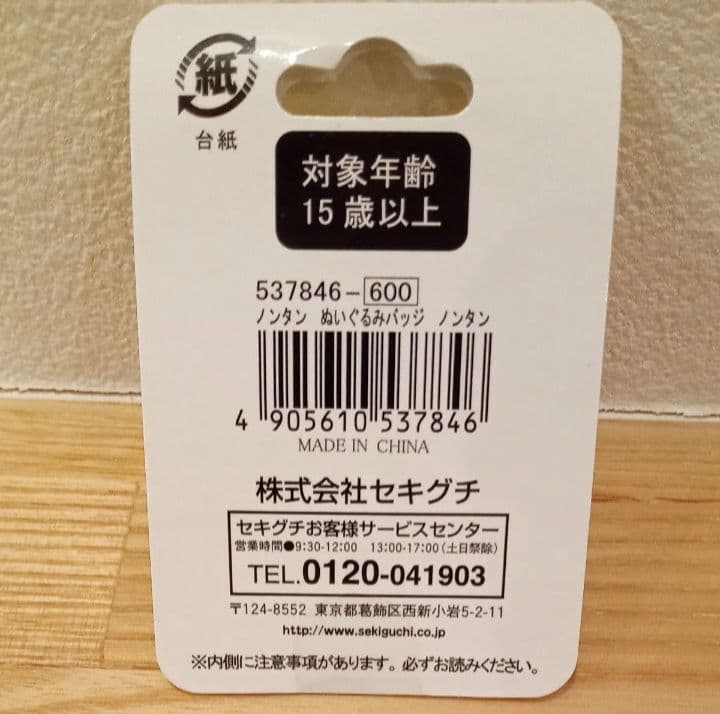 紙
台紙
対象年齢
15歳以上
537846-600
ノンタン ぬいぐるみバッジ ノンタン
4 905610 537846
MADE IN CHINA
株式会社セキグチ
セキグチお客様サービスセンター
営業時間●9:30-12:00 13:00-17:00(土日祭除)
TEL.0120-041903
〒124-8552 東京都葛飾区西新小岩5-2-11
http://www.sekiguchi.co.jp
※内側に注意事項があります。必ずお読みください。